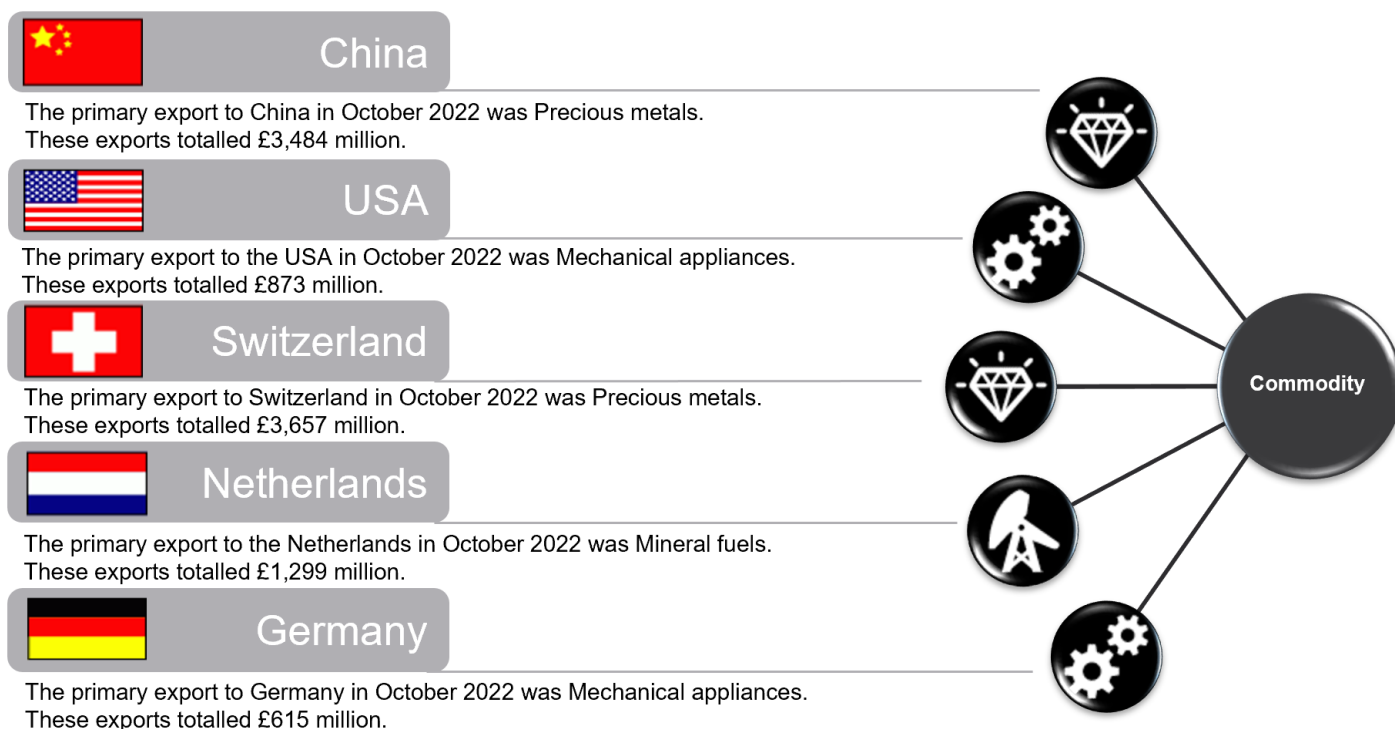 China
The primary export to China in October 2022 was Precious metals.
These exports totalled £3,484 million.
USA
The primary export to the USA in October 2022 was Mechanical appliances.
These exports totalled £873 million.
Switzerland
The primary export to Switzerland in October 2022 was Precious metals.
These exports totalled £3,657 million.
Netherlands
The primary export to the Netherlands in October 2022 was Mineral fuels.
These exports totalled £1,299 million.
Germany
The primary export to Germany in October 2022 was Mechanical appliances.
These exports totalled £615 million.
Commodity